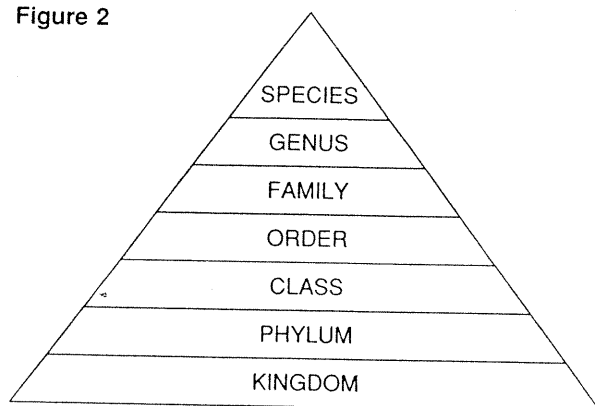 Figure 2
SPECIES
GENUS
FAMILY
ORDER
CLASS
PHYLUM
KINGDOM